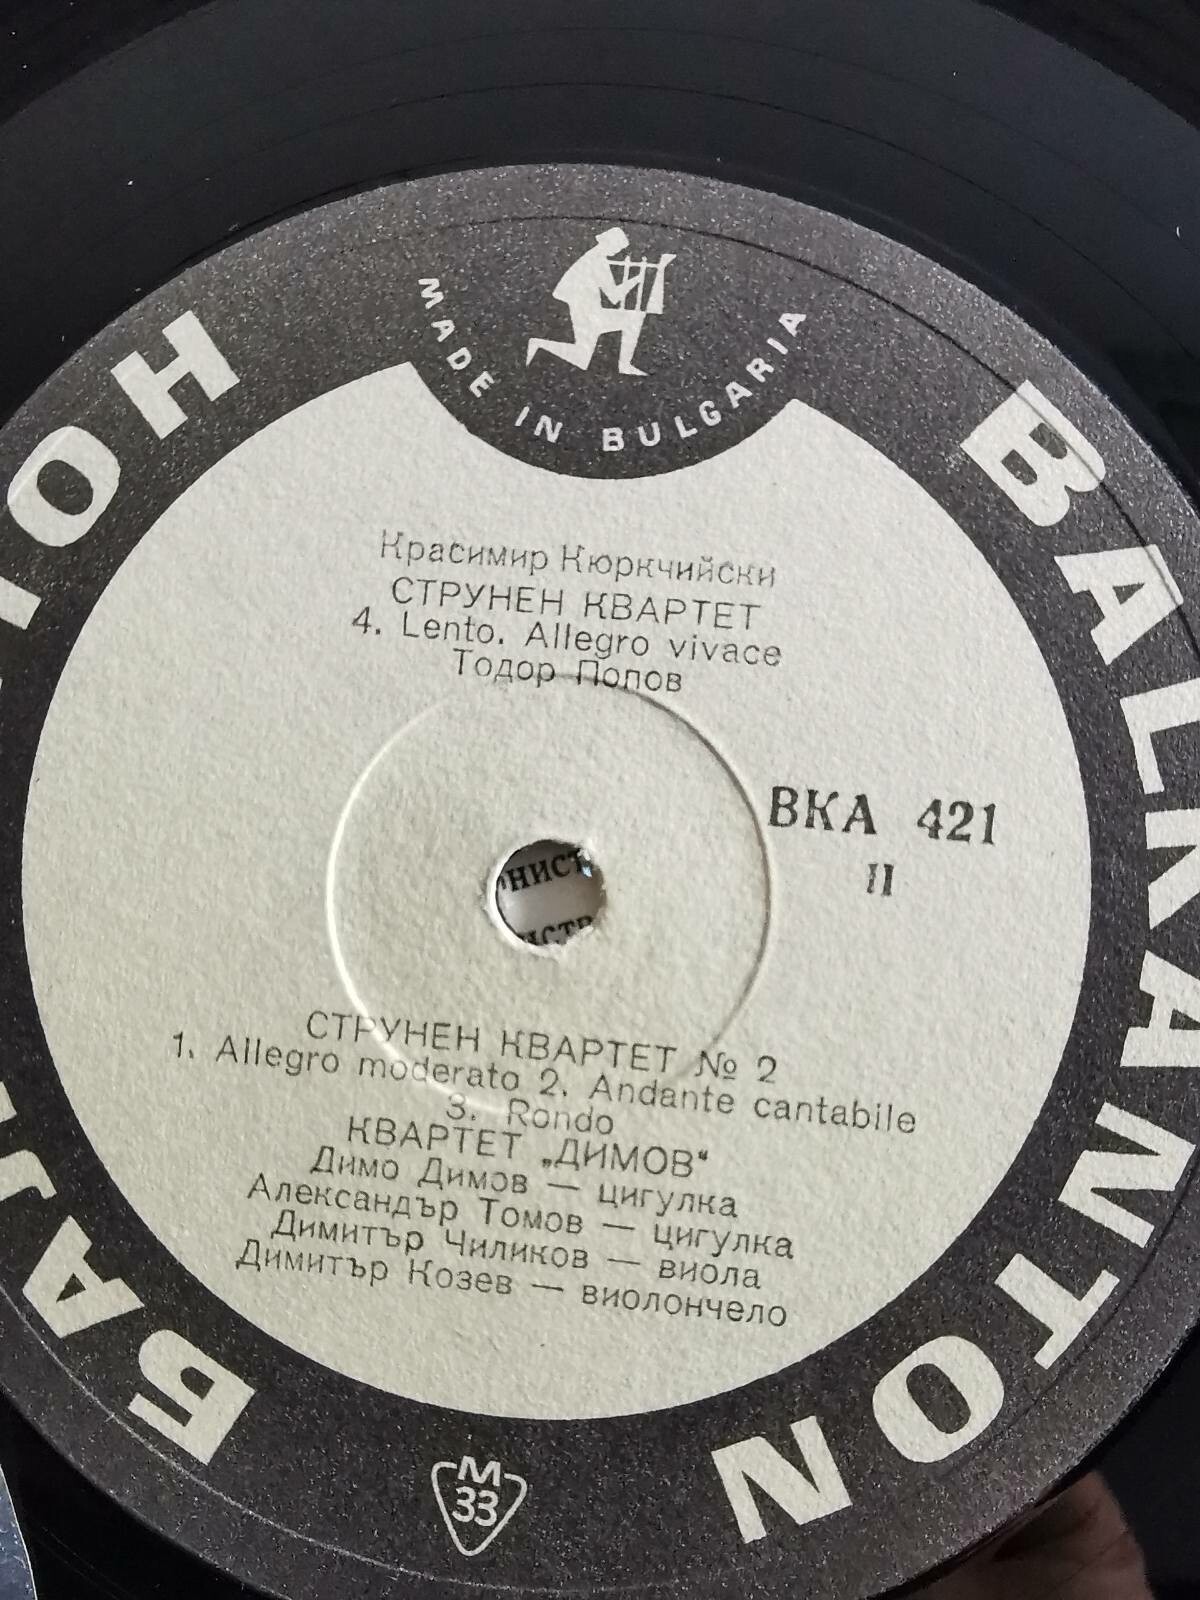 MADE IN BULGARIA
BALKANTON
Красимир Кюркчийски
СТРУНЕН КВАРТЕТ
4. Lento. Allegro vivace
Тодор Попов
ВКА 421
II
СТРУНЕН КВАРТЕТ № 2
1. Allegro moderato 2. Andante cantabile
3. Rondo
КВАРТЕТ „ДИМОВ“
Димо Димов — цигулка
Александър Томов — цигулка
Димитър Чиликов — виола
Димитър Козев — виолончело
M
33